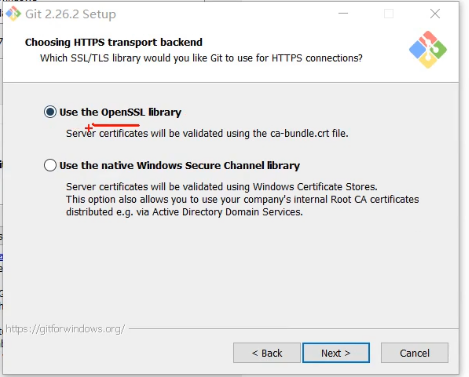 Git 2.26.2 Setup
Choosing HTTPS transport backend
Which SSL/TLS library would you like Git to use for HTTPS connections?
Use the OpenSSL library
Server certificates will be validated using the ca-bundle.crt file.
Use the native Windows Secure Channel library
Server certificates will be validated using Windows Certificate Stores.
This option also allows you to use your company's internal Root CA certificates
distributed e.g. via Active Directory Domain Services.
https://gitforwindows.org/
< Back
Next >
Cancel